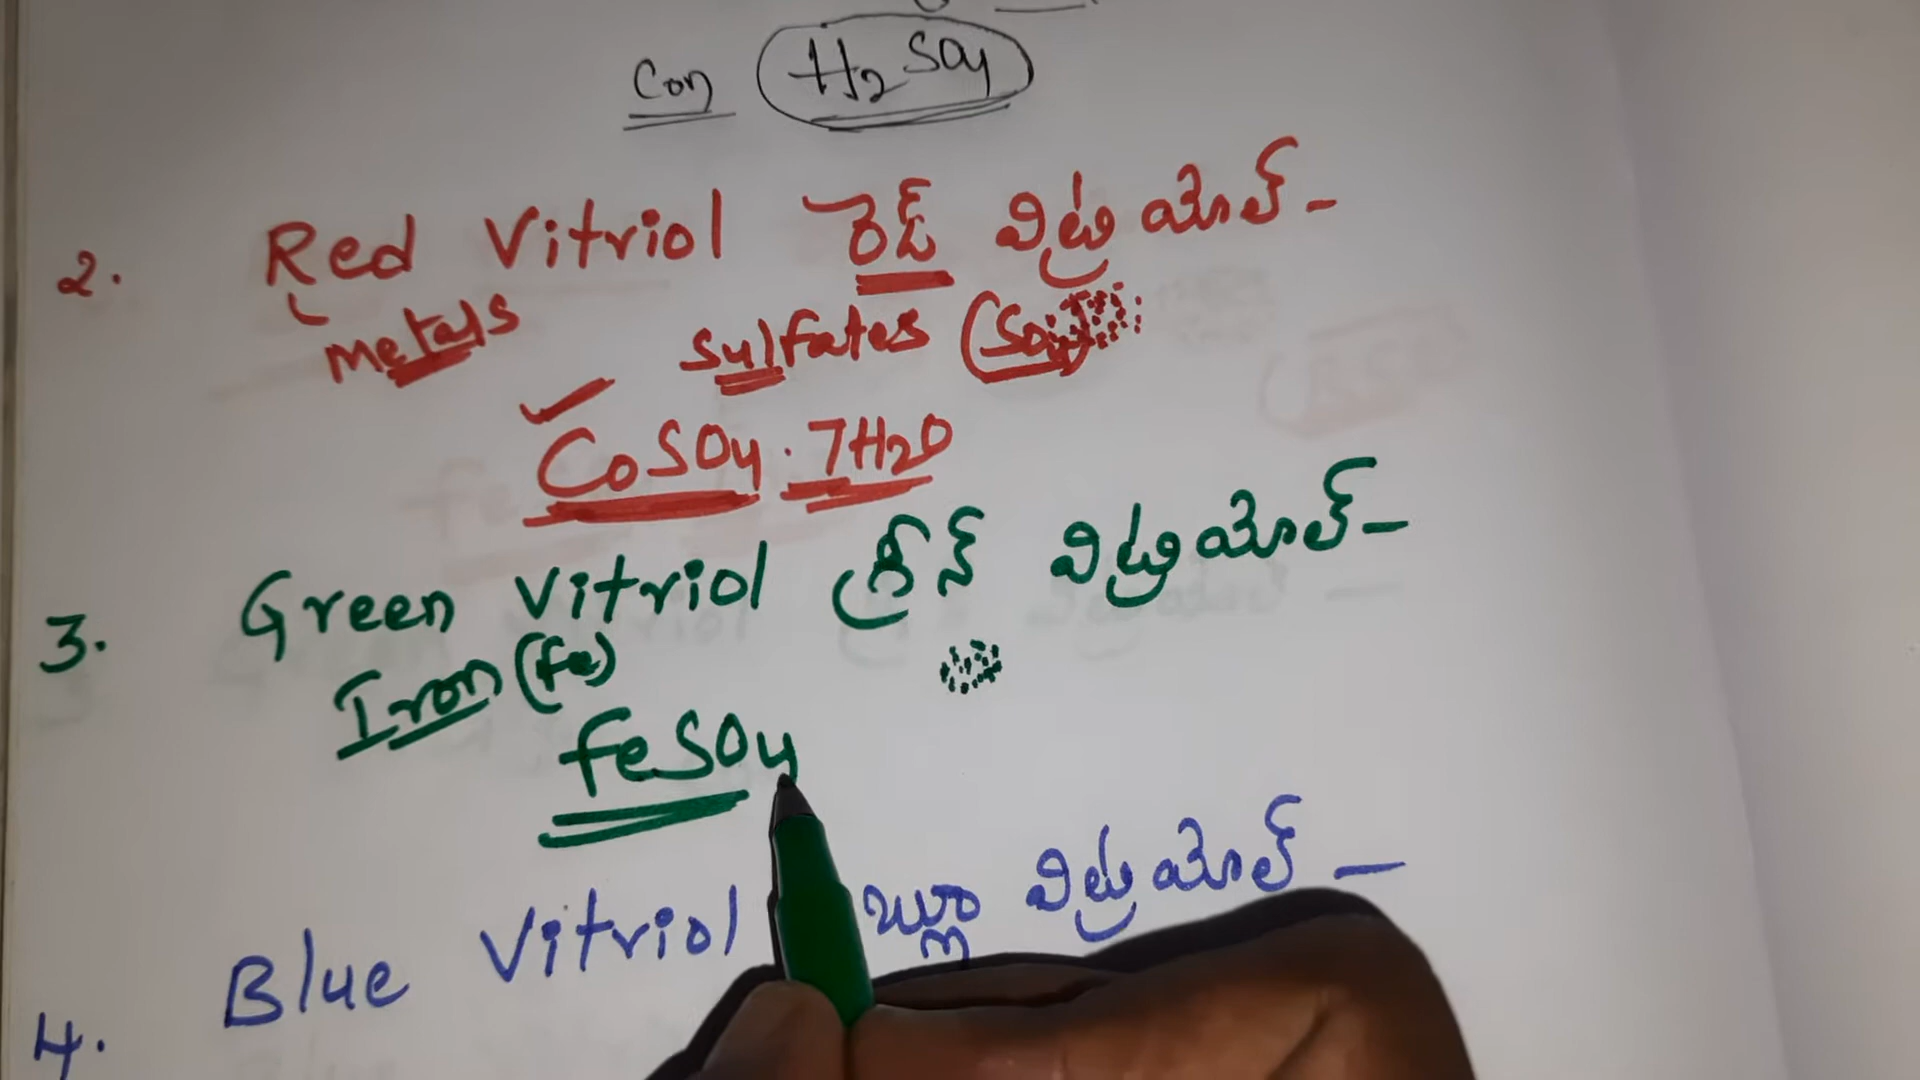 Con H2SO4
2. Red Vitriol రెడ్ విట్రియోల్ -
Metals sulfates (SO4)
CoSO4 · 7H2O
3. Green Vitriol గ్రీన్ విట్రియోల్ -
Iron (Fe)
FeSO4
4. Blue Vitriol బ్లూ విట్రియోల్ -